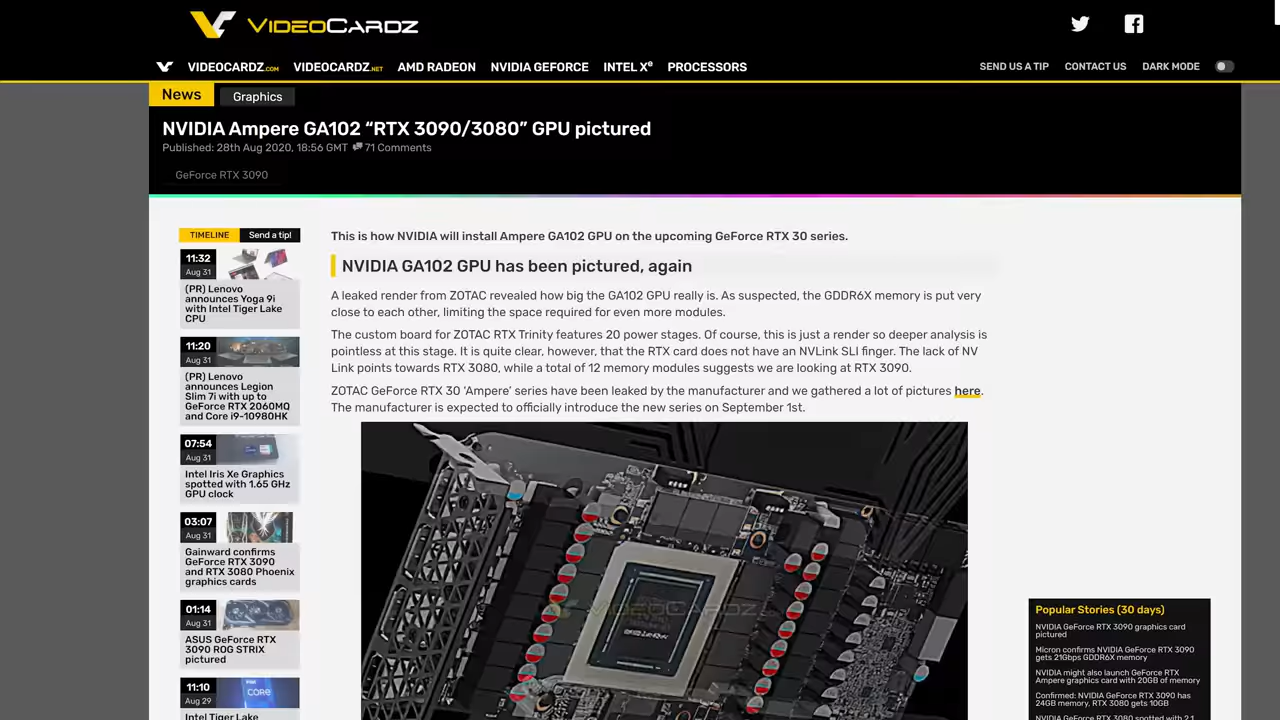 VIDEOCARDZ
VIDEOCARDZ.COM VIDEOCARDZ.NET AMD RADEON NVIDIA GEFORCE INTEL Xe PROCESSORS SEND US A TIP CONTACT US DARK MODE
News Graphics
NVIDIA Ampere GA102 “RTX 3090/3080” GPU pictured
Published: 28th Aug 2020, 18:56 GMT 71 Comments
GeForce RTX 3090
TIMELINE Send a tip!
11:32
Aug 31
(PR) Lenovo
announces Yoga 9i
with Intel Tiger Lake
CPU
11:20
Aug 31
(PR) Lenovo
announces Legion
Slim 7i with up to
GeForce RTX 2060MQ
and Core i9-10980HK
07:54
Aug 31
Intel Iris Xe Graphics
spotted with 1.65 GHz
GPU clock
03:07
Aug 31
Gainward confirms
GeForce RTX 3090
and RTX 3080 Phoenix
graphics cards
01:14
Aug 31
ASUS GeForce RTX
3090 ROG STRIX
pictured
11:10
Aug 29
CORE
Intel Tiger Lake
This is how NVIDIA will install Ampere GA102 GPU on the upcoming GeForce RTX 30 series.
NVIDIA GA102 GPU has been pictured, again
A leaked render from ZOTAC revealed how big the GA102 GPU really is. As suspected, the GDDR6X memory is put very
close to each other, limiting the space required for even more modules.
The custom board for ZOTAC RTX Trinity features 20 power stages. Of course, this is just a render so deeper analysis is
pointless at this stage. It is quite clear, however, that the RTX card does not have an NVLink SLI finger. The lack of NV
Link points towards RTX 3080, while a total of 12 memory modules suggests we are looking at RTX 3090.
ZOTAC GeForce RTX 30 ‘Ampere’ series have been leaked by the manufacturer and we gathered a lot of pictures here.
The manufacturer is expected to officially introduce the new series on September 1st.
VIDEOCARDZ
Popular Stories (30 days)
NVIDIA GeForce RTX 3090 graphics card
pictured
Micron confirms NVIDIA GeForce RTX 3090
gets 21Gbps GDDR6X memory
NVIDIA might also launch GeForce RTX
Ampere graphics card with 20GB of memory
Confirmed: NVIDIA GeForce RTX 3090 has
24GB memory, RTX 3080 gets 10GB
NVIDIA GeForce RTX 3080 spotted with 2.1